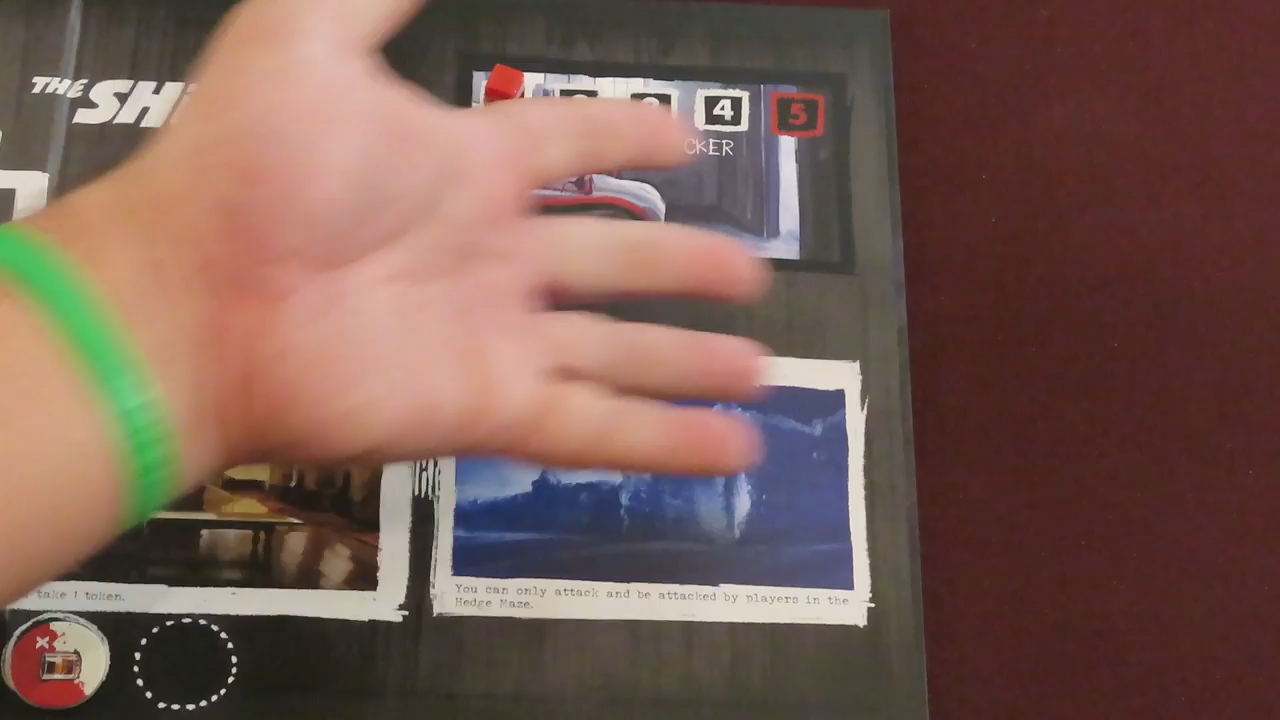 THE
4 5
CKER
take 1 token.
You can only attack and be attacked by players in the
Hedge Maze.